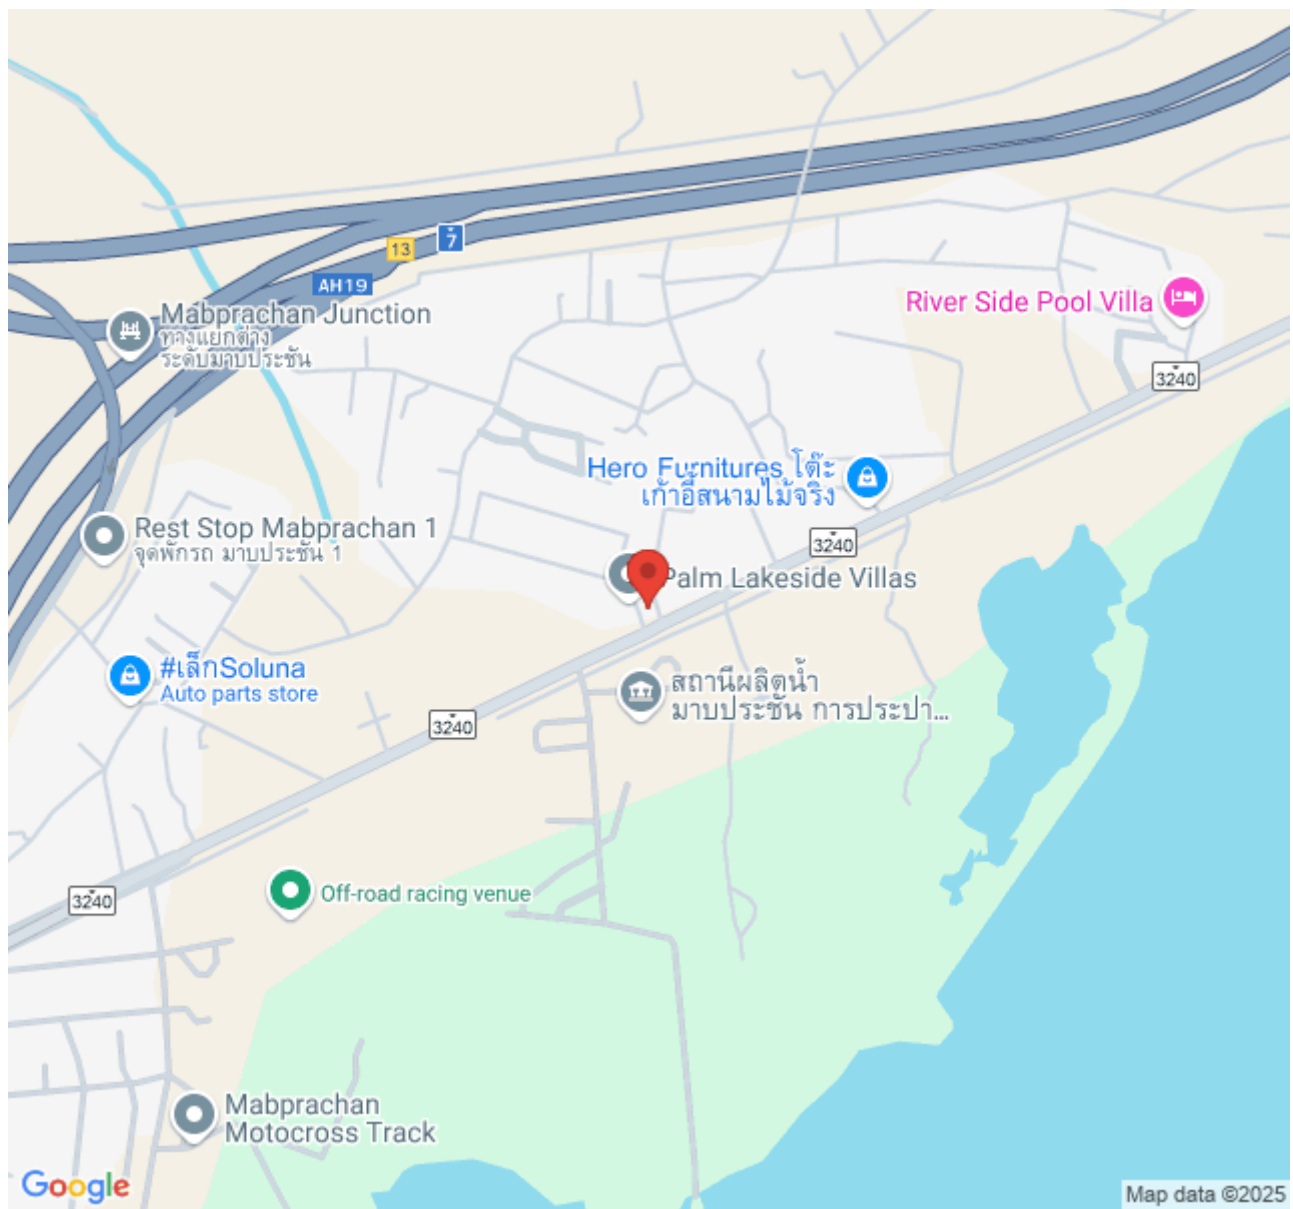 13
7
AH19
Mabprachan Junction
ทางแยกต่าง
ระดับมาบประชัน
River Side Pool Villa
3240
Hero Furnitures โต๊ะ
เก้าอี้สนามไม้จริง
Rest Stop Mabprachan 1
จุดพักรถ มาบประชัน 1
3240
Palm Lakeside Villas
#เล็กSoluna
Auto parts store
สถานีผลิตน้ำ
มาบประชัน การประปา...
3240
3240
Off-road racing venue
Mabprachan
Motocross Track
Google
Map data ©2025